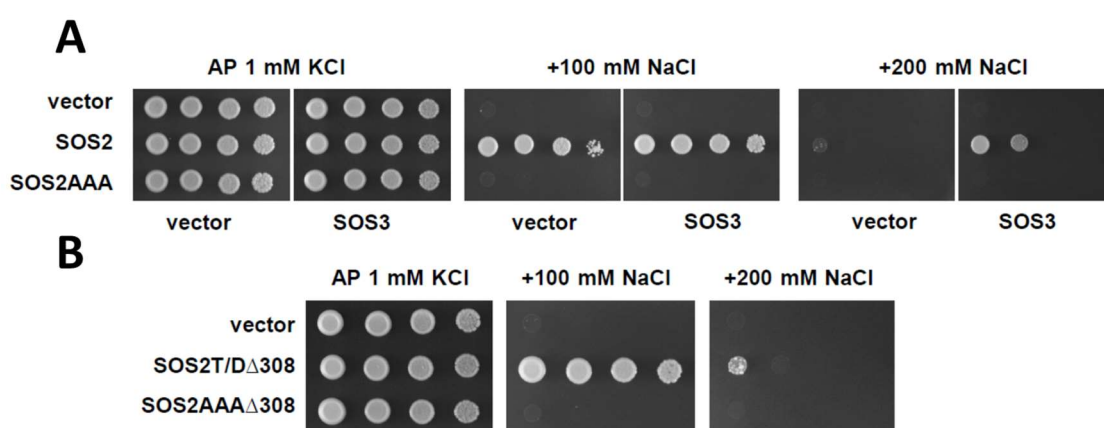 A
AP 1 mM KCl +100 mM NaCl +200 mM NaCl
vector
SOS2
SOS2AAA
vector SOS3 vector SOS3 vector SOS3
B
AP 1 mM KCl +100 mM NaCl +200 mM NaCl
vector
SOS2T/DΔ308
SOS2AAAΔ308